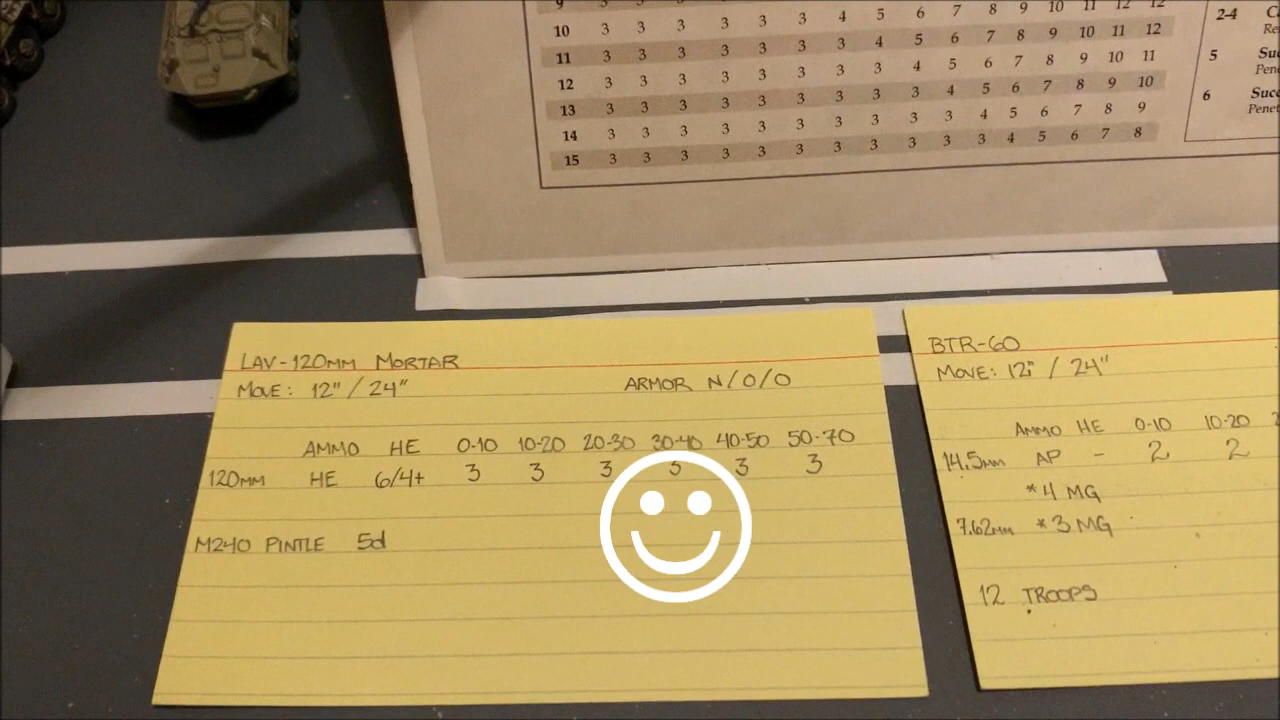 10 3 3 3 3 3 3 4 5 6 7 8 9 10 11 12 12
11 3 3 3 3 3 3 3 4 5 6 7 8 9 10 11 12
12 3 3 3 3 3 3 3 3 4 5 6 7 8 9 10 11
13 3 3 3 3 3 3 3 3 3 4 5 6 7 8 9 10
14 3 3 3 3 3 3 3 3 3 3 4 5 6 7 8 9
15 3 3 3 3 3 3 3 3 3 3 3 4 5 6 7 8
2-4
5
6
LAV-120MM MORTAR
MOVE: 12" / 24" ARMOR N/0/0
AMMO HE 0-10 10-20 20-30 30-40 40-50 50-70
120MM HE 6/4+ 3 3 3 3 3 3
M240 PINTLE 5d
BTR-60
MOVE: 12" / 24"
AMMO HE 0-10 10-20
14.5MM AP - 2 2
*4 MG
7.62MM *3 MG
12 TROOPS